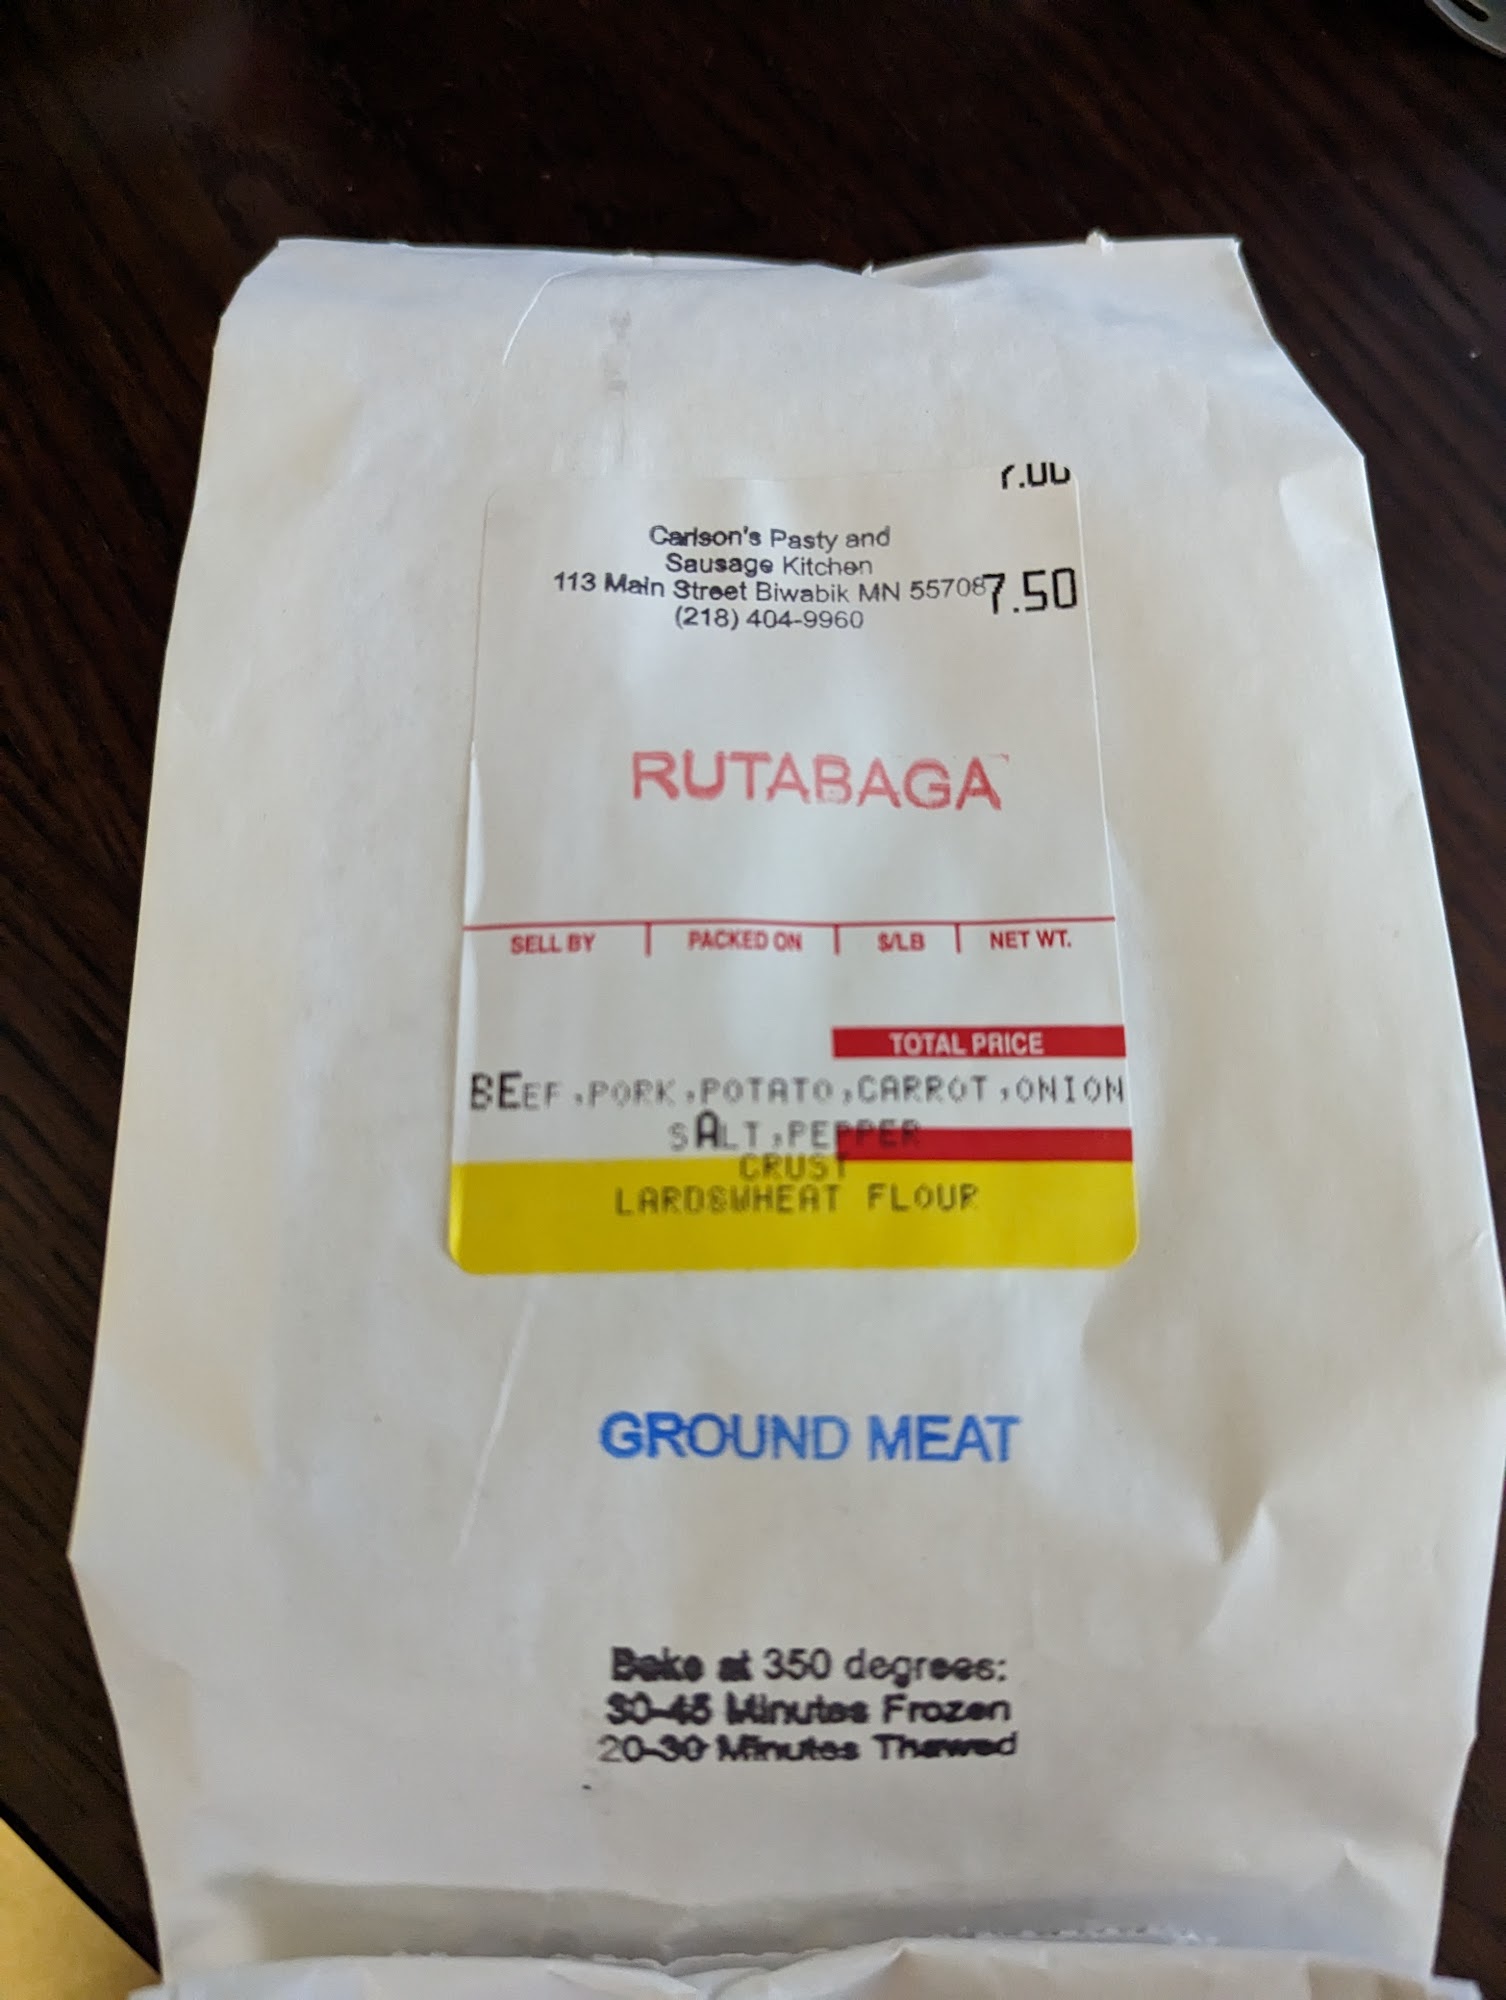 7.00
Carlson's Pasty and
Sausage Kitchen
113 Main Street Biwabik MN 55708
7.50
(218) 404-9960
RUTABAGA
SELL BY PACKED ON $/LB NET WT.
TOTAL PRICE
BEEF,PORK,POTATO,CARROT,ONION
SALT,PEPPER
CRUST
LARD&WHEAT FLOUR
GROUND MEAT
Bake at 350 degrees:
30-45 Minutes Frozen
20-30 Minutes Thawed